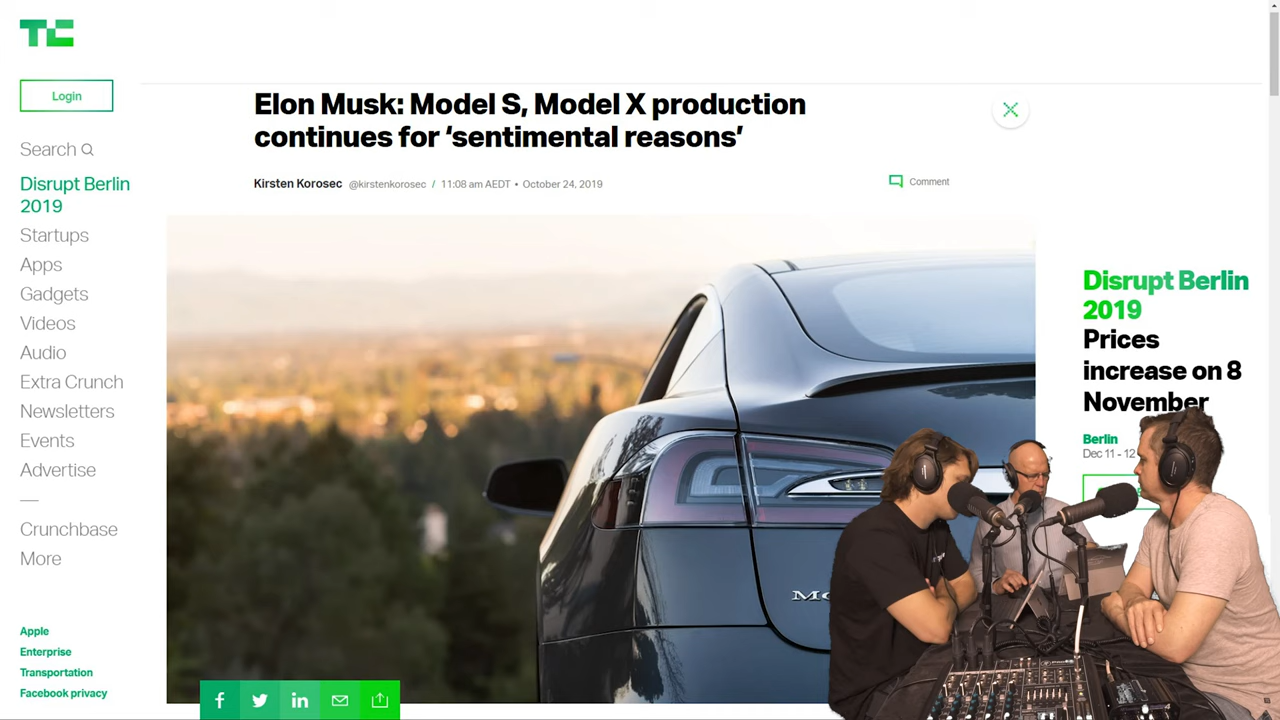 TC
Login
Search
Disrupt Berlin
2019
Startups
Apps
Gadgets
Videos
Audio
Extra Crunch
Newsletters
Events
Advertise
Crunchbase
More
Apple
Enterprise
Transportation
Facebook privacy
Elon Musk: Model S, Model X production
continues for ‘sentimental reasons’
Kirsten Korosec @kirstenkorosec / 11:08 am AEDT • October 24, 2019
Comment
Disrupt Berlin
2019
Prices
increase on 8
November
Berlin
Dec 11 - 12